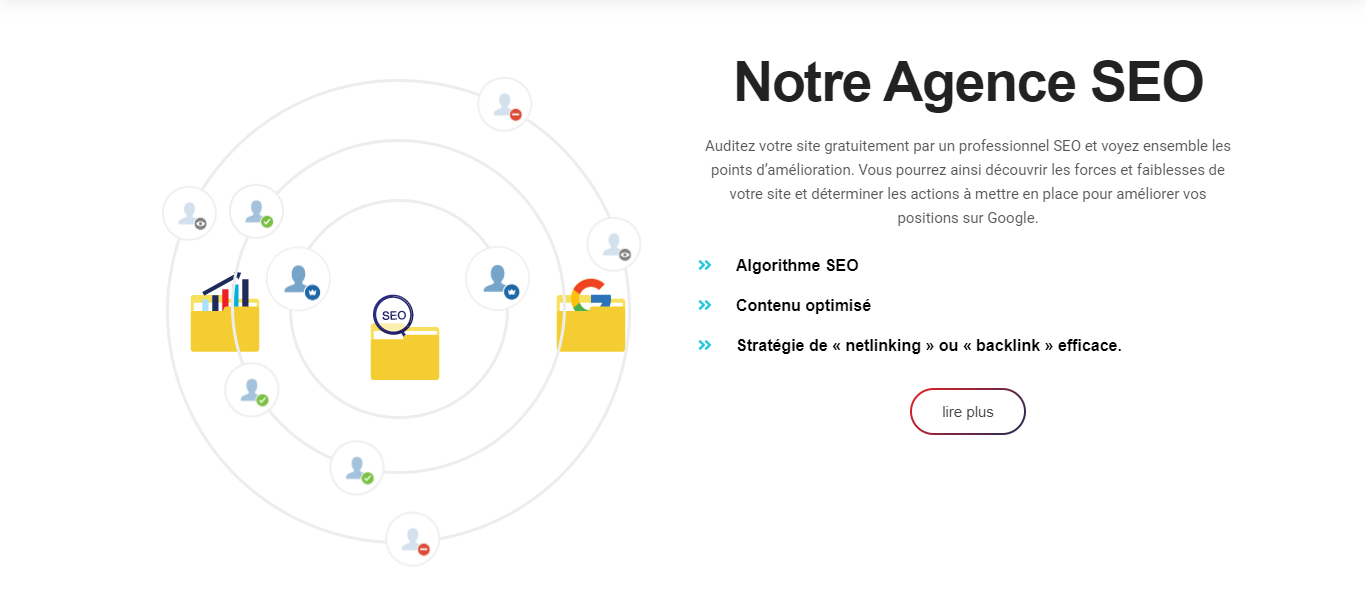 Notre Agence SEO
Auditez votre site gratuitement par un professionnel SEO et voyez ensemble les
points d’amélioration. Vous pourrez ainsi découvrir les forces et faiblesses de
votre site et déterminer les actions à mettre en place pour améliorer vos
positions sur Google.
Algorithme SEO
Contenu optimisé
Stratégie de « netlinking » ou « backlink » efficace.
lire plus
SEO